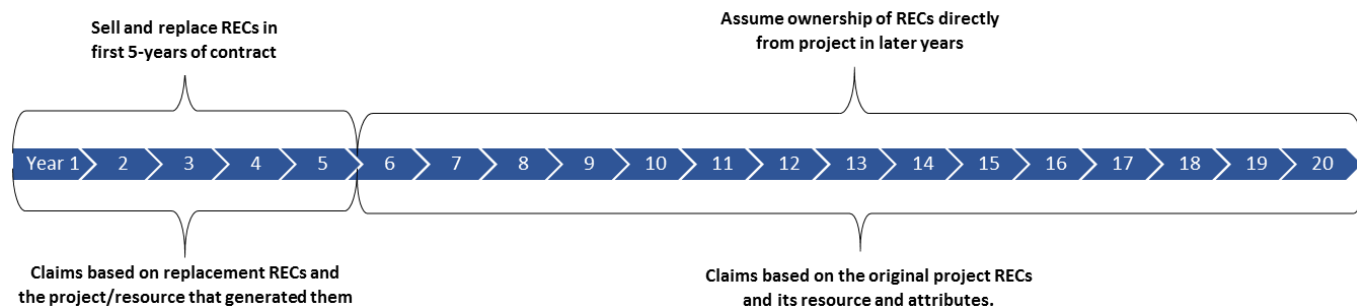 Sell and replace RECs in
first 5-years of contract
Assume ownership of RECs directly
from project in later years
Year 1 2 3 4 5 6 7 8 9 10 11 12 13 14 15 16 17 18 19 20
Claims based on replacement RECs and
the project/resource that generated them
Claims based on the original project RECs
and its resource and attributes.